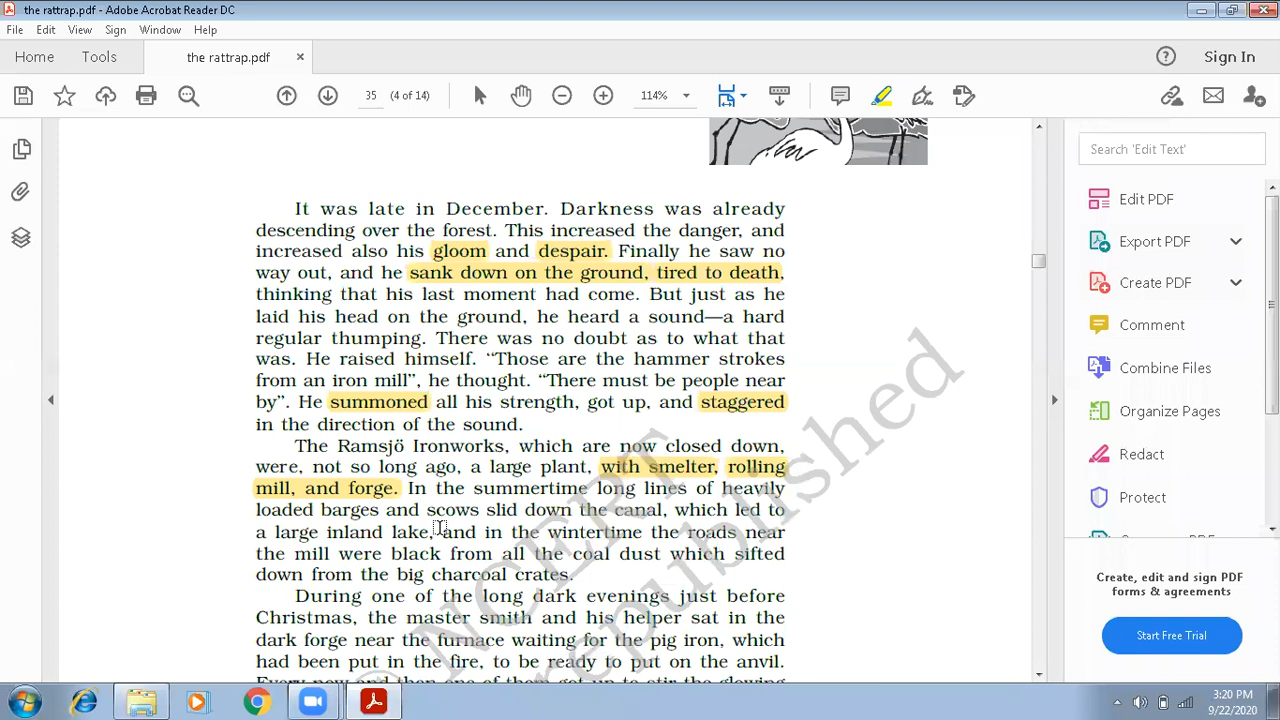 the rattrap.pdf - Adobe Acrobat Reader DC
File Edit View Sign Window Help
Home Tools the rattrap.pdf × Sign In
35 (4 of 14) 114%
It was late in December. Darkness was already
descending over the forest. This increased the danger, and
increased also his gloom and despair. Finally he saw no
way out, and he sank down on the ground, tired to death,
thinking that his last moment had come. But just as he
laid his head on the ground, he heard a sound—a hard
regular thumping. There was no doubt as to what that
was. He raised himself. “Those are the hammer strokes
from an iron mill”, he thought. “There must be people near
by”. He summoned all his strength, got up, and staggered
in the direction of the sound.
The Ramsjö Ironworks, which are now closed down,
were, not so long ago, a large plant, with smelter, rolling
mill, and forge. In the summertime long lines of heavily
loaded barges and scows slid down the canal, which led to
a large inland lake, and in the wintertime the roads near
the mill were black from all the coal dust which sifted
down from the big charcoal crates.
During one of the long dark evenings just before
Christmas, the master smith and his helper sat in the
dark forge near the furnace waiting for the pig iron, which
had been put in the fire, to be ready to put on the anvil.
Every now and then one of them got up to stir the glowing
© NCERT
republished
Search 'Edit Text'
Edit PDF
Export PDF
Create PDF
Comment
Combine Files
Organize Pages
Redact
Protect
Create, edit and sign PDF
forms & agreements
Start Free Trial
3:20 PM
9/22/2020